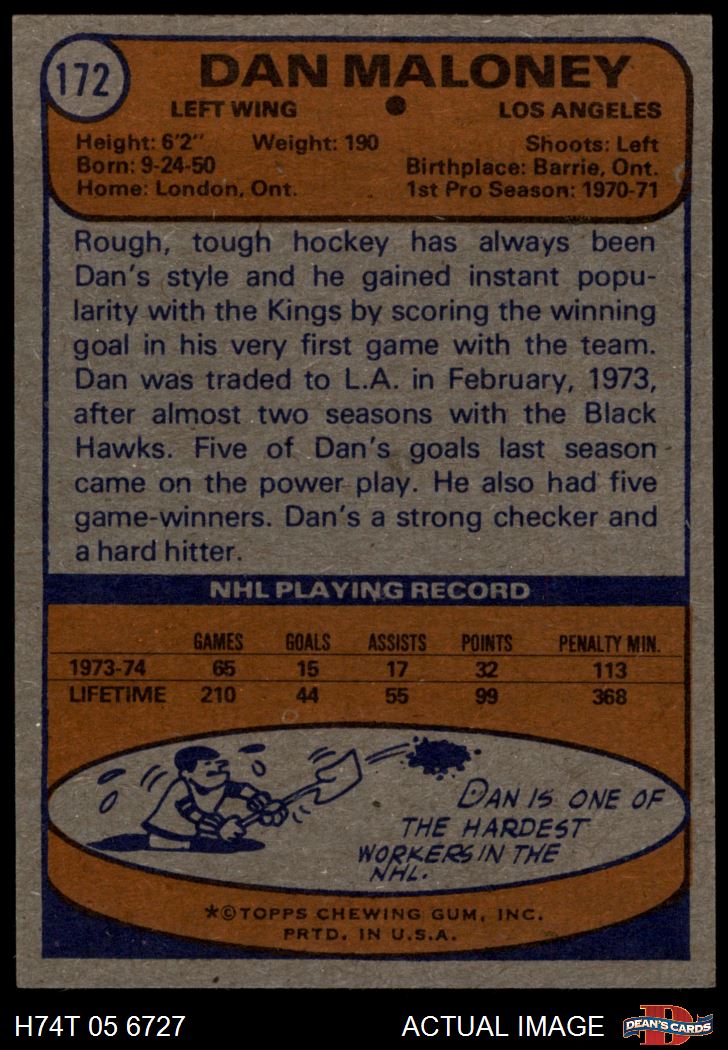 172
DAN MALONEY
LEFT WING ● LOS ANGELES
Height: 6'2" Weight: 190 Shoots: Left
Born: 9-24-50 Birthplace: Barrie, Ont.
Home: London, Ont. 1st Pro Season: 1970-71
Rough, tough hockey has always been
Dan's style and he gained instant popu-
larity with the Kings by scoring the winning
goal in his very first game with the team.
Dan was traded to L.A. in February, 1973,
after almost two seasons with the Black
Hawks. Five of Dan's goals last season
came on the power play. He also had five
game-winners. Dan's a strong checker and
a hard hitter.
NHL PLAYING RECORD
GAMES GOALS ASSISTS POINTS PENALTY MIN.
1973-74 65 15 17 32 113
LIFETIME 210 44 55 99 368
DAN IS ONE OF
THE HARDEST
WORKERS IN THE
NHL.
*©TOPPS CHEWING GUM, INC.
PRTD. IN U.S.A.
H74T 05 6727 ACTUAL IMAGE
D
DEAN'S CARDS